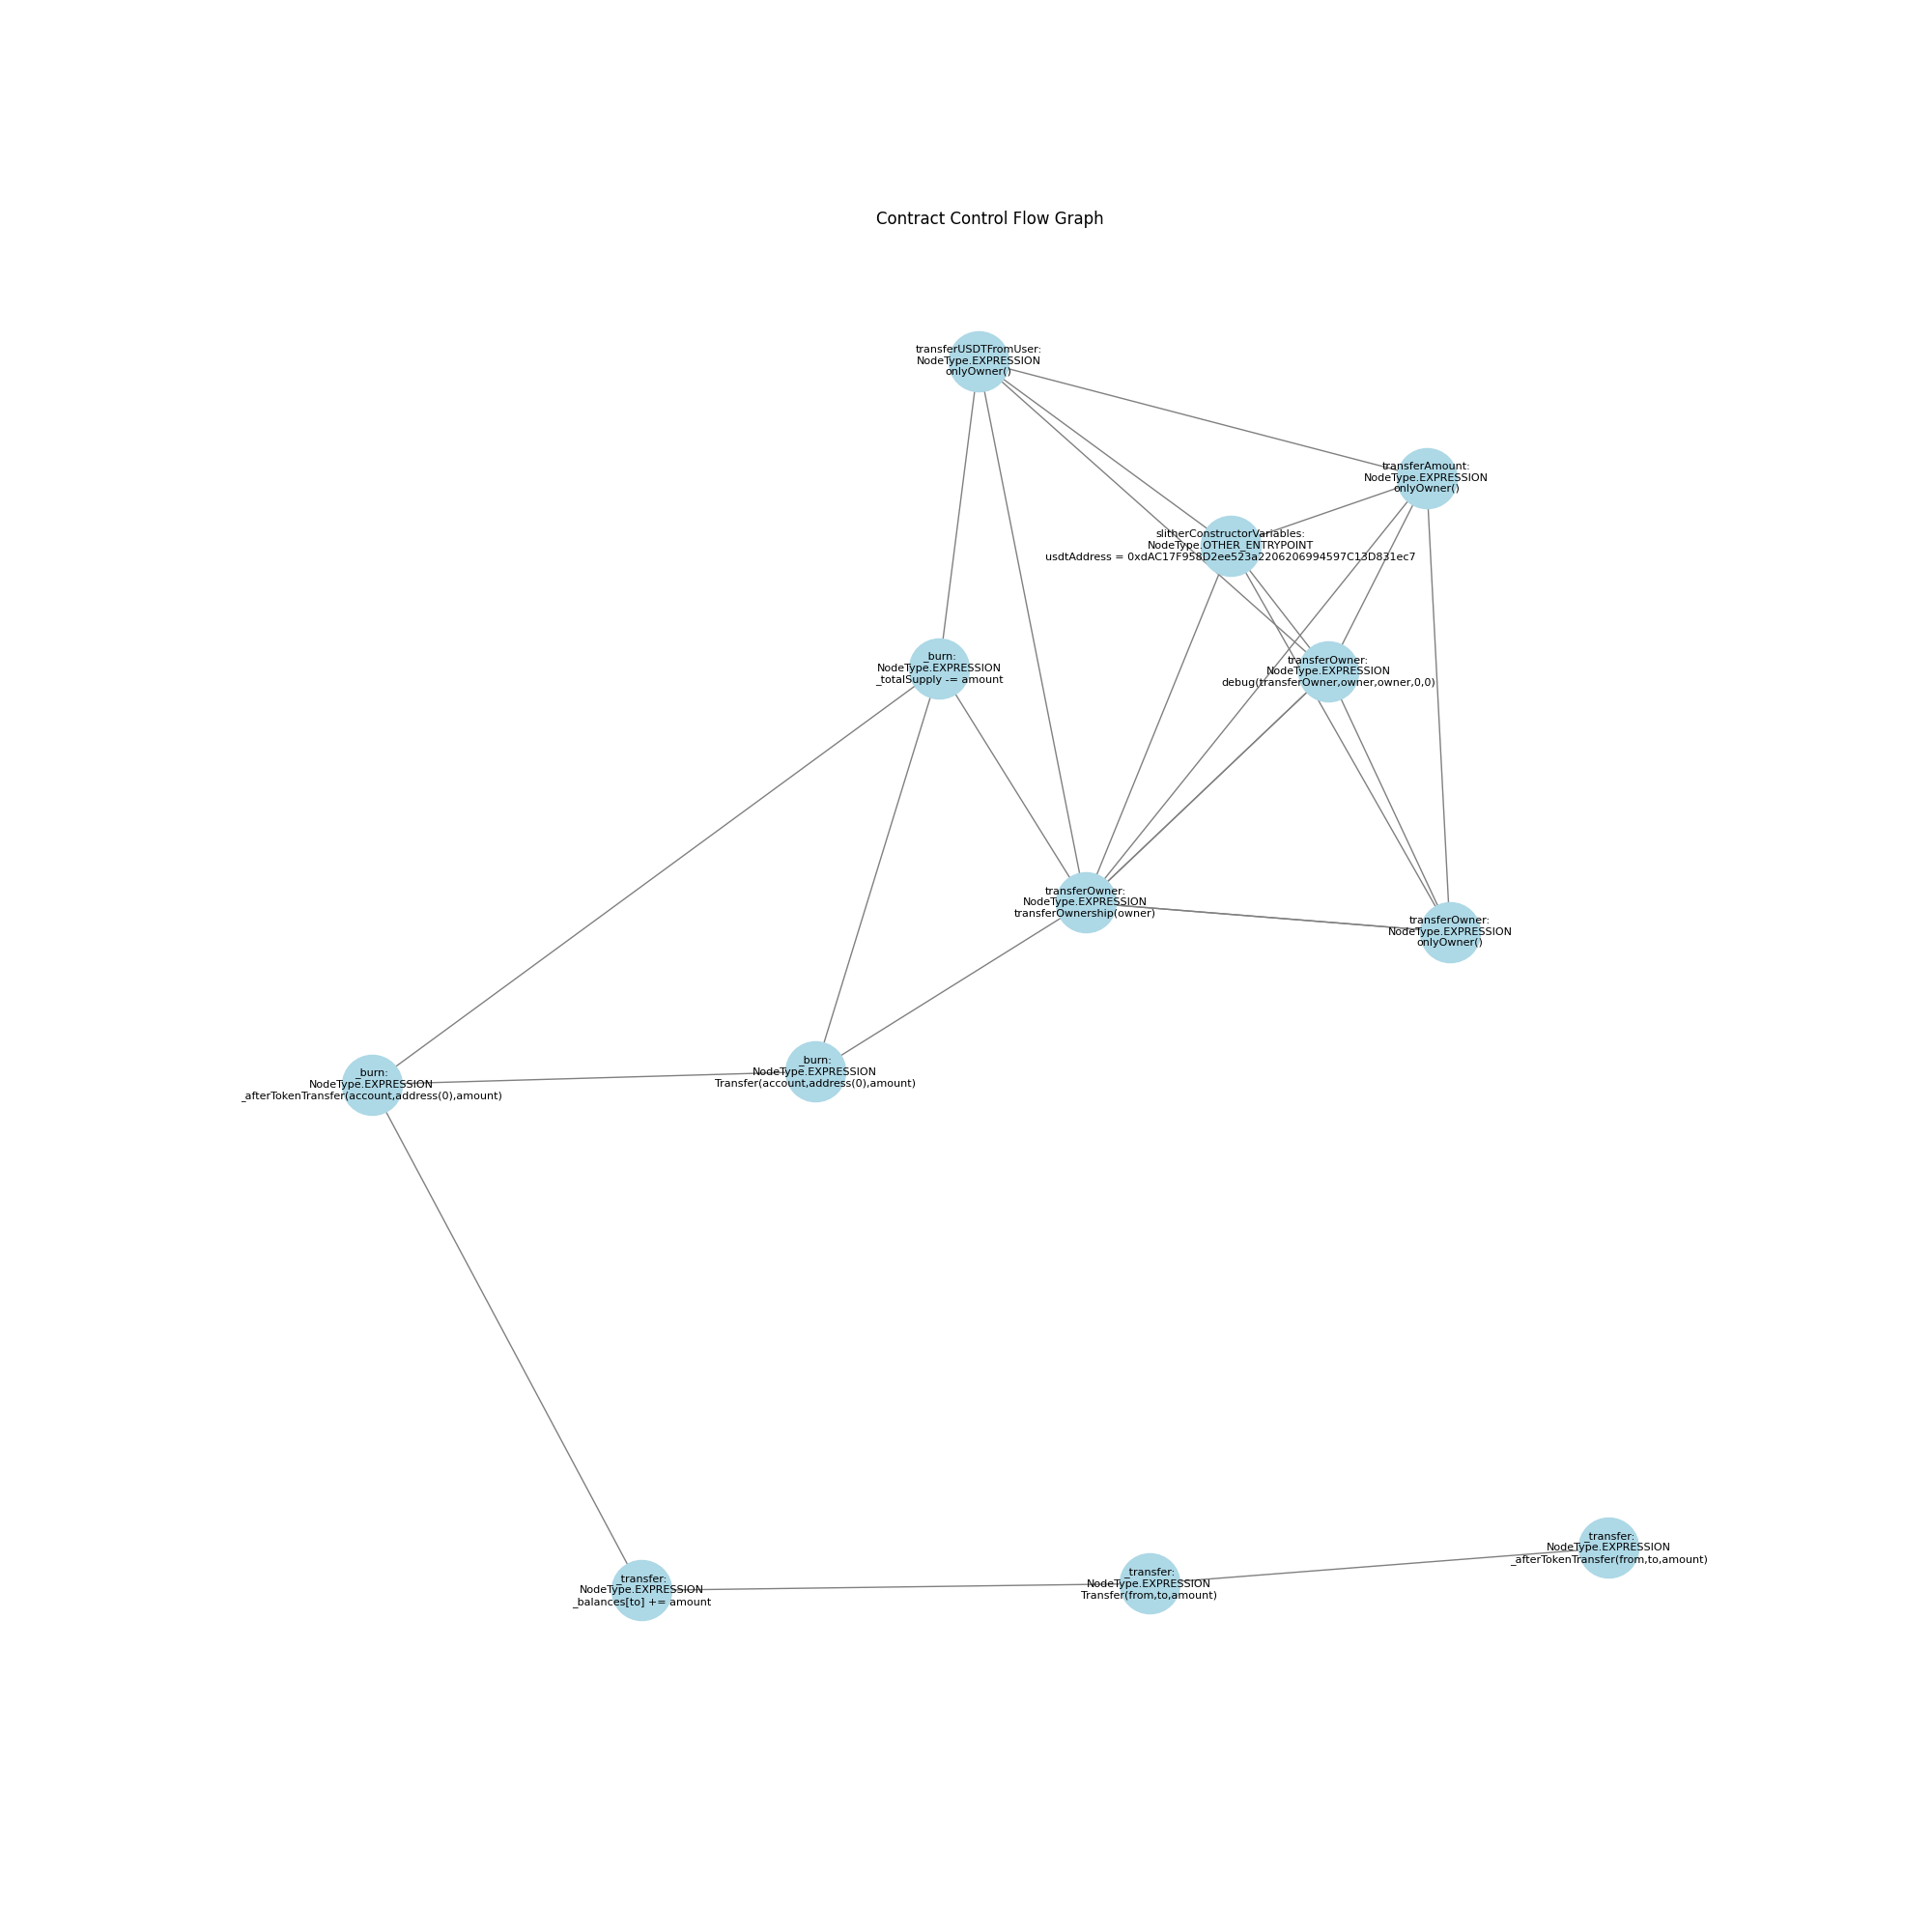 Contract Control Flow Graph
transferUSDTFromUser:
NodeType.EXPRESSION
onlyOwner()
transferAmount:
NodeType.EXPRESSION
onlyOwner()
slitherConstructorVariables:
NodeType.OTHER_ENTRYPOINT
usdtAddress = 0xdAC17F958D2ee523a2206206994597C13D831ec7
_burn:
NodeType.EXPRESSION
_totalSupply -= amount
transferOwner:
NodeType.EXPRESSION
debug(transferOwner,owner,owner,0,0)
transferOwner:
NodeType.EXPRESSION
transferOwnership(owner)
transferOwner:
NodeType.EXPRESSION
onlyOwner()
_burn:
NodeType.EXPRESSION
_afterTokenTransfer(account,address(0),amount)
_burn:
NodeType.EXPRESSION
Transfer(account,address(0),amount)
_transfer:
NodeType.EXPRESSION
_balances[to] += amount
_transfer:
NodeType.EXPRESSION
Transfer(from,to,amount)
_transfer:
NodeType.EXPRESSION
_afterTokenTransfer(from,to,amount)